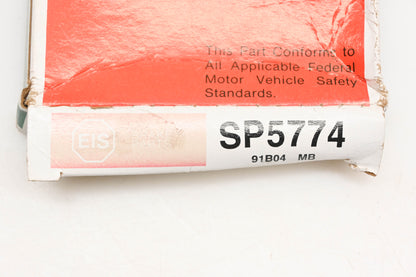 This Part Conforms to
All Applicable Federal
Motor Vehicle Safety
Standards.
EIS
SP5774
91B04 MB